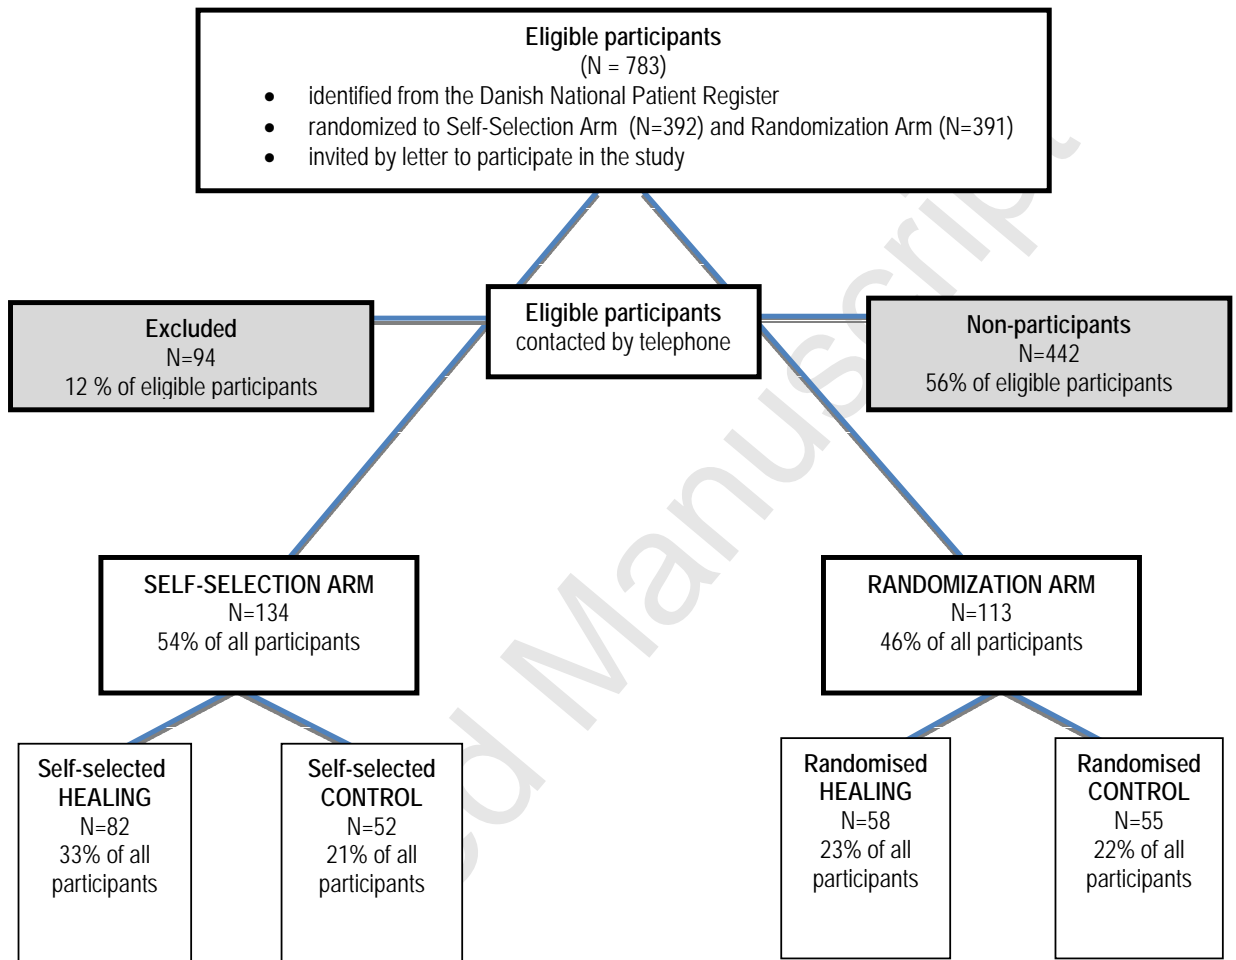 Eligible participants
(N = 783)
• identified from the Danish National Patient Register
• randomized to Self-Selection Arm (N=392) and Randomization Arm (N=391)
• invited by letter to participate in the study
Eligible participants
contacted by telephone
Excluded
N=94
12 % of eligible participants
Non-participants
N=442
56% of eligible participants
SELF-SELECTION ARM
N=134
54% of all participants
RANDOMIZATION ARM
N=113
46% of all participants
Self-selected
HEALING
N=82
33% of all
participants
Self-selected
CONTROL
N=52
21% of all
participants
Randomised
HEALING
N=58
23% of all
participants
Randomised
CONTROL
N=55
22% of all
participants
Manuscript